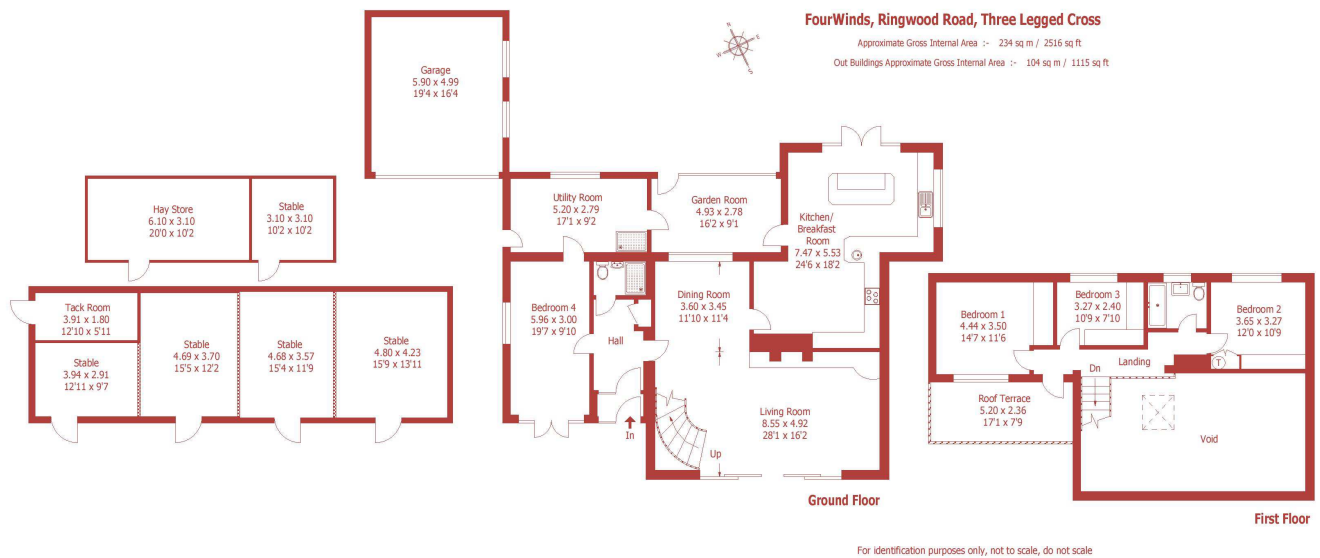 FourWinds, Ringwood Road, Three Legged Cross
Approximate Gross Internal Area :- 234 sq m / 2516 sq ft
Out Buildings Approximate Gross Internal Area :- 104 sq m / 1115 sq ft
N
E
W
S
Garage
5.90 x 4.99
19'4 x 16'4
Hay Store
6.10 x 3.10
20'0 x 10'2
Stable
3.10 x 3.10
10'2 x 10'2
Tack Room
3.91 x 1.80
12'10 x 5'11
Stable
3.94 x 2.91
12'11 x 9'7
Stable
4.69 x 3.70
15'5 x 12'2
Stable
4.68 x 3.57
15'4 x 11'9
Stable
4.80 x 4.23
15'9 x 13'11
Utility Room
5.20 x 2.79
17'1 x 9'2
Garden Room
4.93 x 2.78
16'2 x 9'1
Kitchen/
Breakfast
Room
7.47 x 5.53
24'6 x 18'2
Bedroom 4
5.96 x 3.00
19'7 x 9'10
Hall
Dining Room
3.60 x 3.45
11'10 x 11'4
Living Room
8.55 x 4.92
28'1 x 16'2
In
Up
Ground Floor
Bedroom 1
4.44 x 3.50
14'7 x 11'6
Bedroom 3
3.27 x 2.40
10'9 x 7'10
Bedroom 2
3.65 x 3.27
12'0 x 10'9
Landing
Dn
T
Roof Terrace
5.20 x 2.36
17'1 x 7'9
Void
First Floor
For identification purposes only, not to scale, do not scale